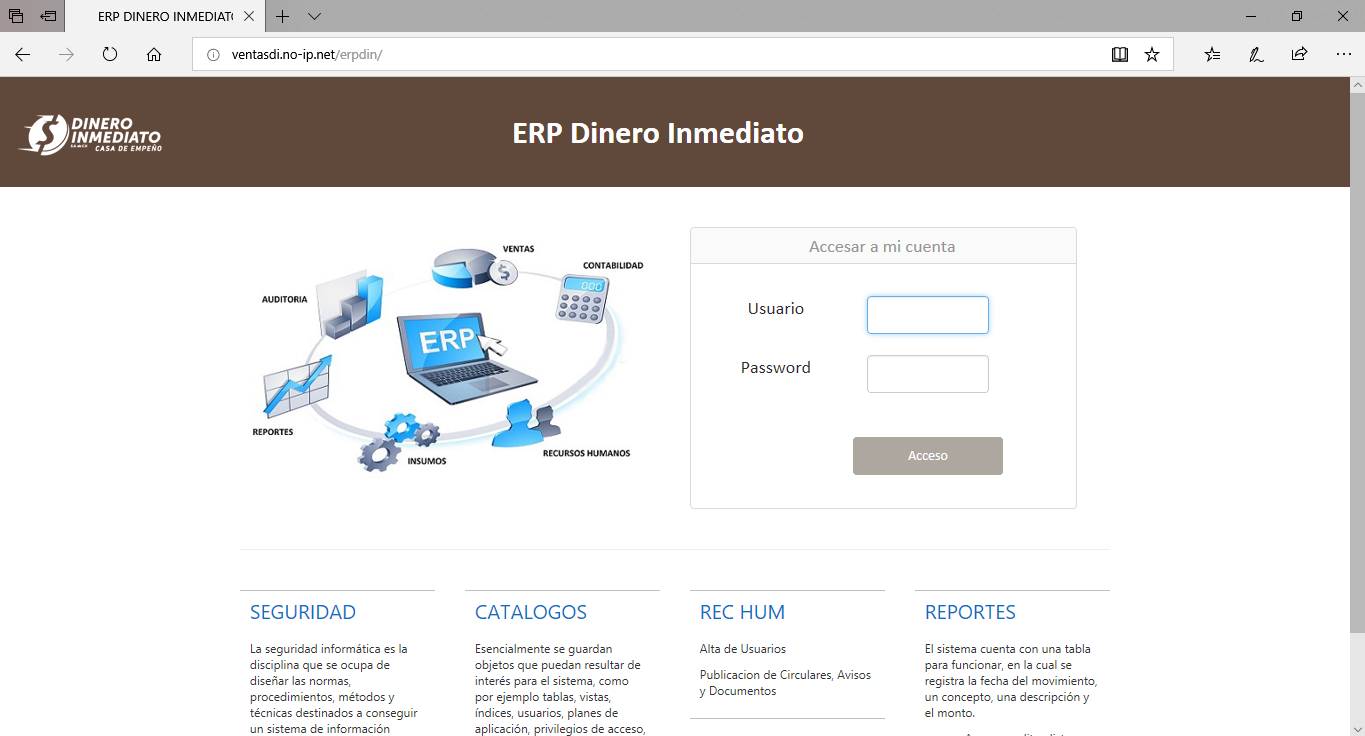 ERP DINERO INMEDIATO
ventasdi.no-ip.net/erpdin/
DINERO
INMEDIATO
CASA DE EMPEÑO
ERP Dinero Inmediato
VENTAS
CONTABILIDAD
AUDITORIA
ERP
REPORTES
INSUMOS
RECURSOS HUMANOS
Accesar a mi cuenta
Usuario
Password
Acceso
SEGURIDAD
La seguridad informática es la
disciplina que se ocupa de
diseñar las normas,
procedimientos, métodos y
técnicas destinados a conseguir
un sistema de información
CATALOGOS
Esencialmente se guardan
objetos que puedan resultar de
interés para el sistema, como
por ejemplo tablas, vistas,
índices, usuarios, planes de
aplicación, privilegios de acceso,
REC HUM
Alta de Usuarios
Publicacion de Circulares, Avisos
y Documentos
REPORTES
El sistema cuenta con una tabla
para funcionar, en la cual se
registra la fecha del movimiento,
un concepto, una descripción y
el monto.